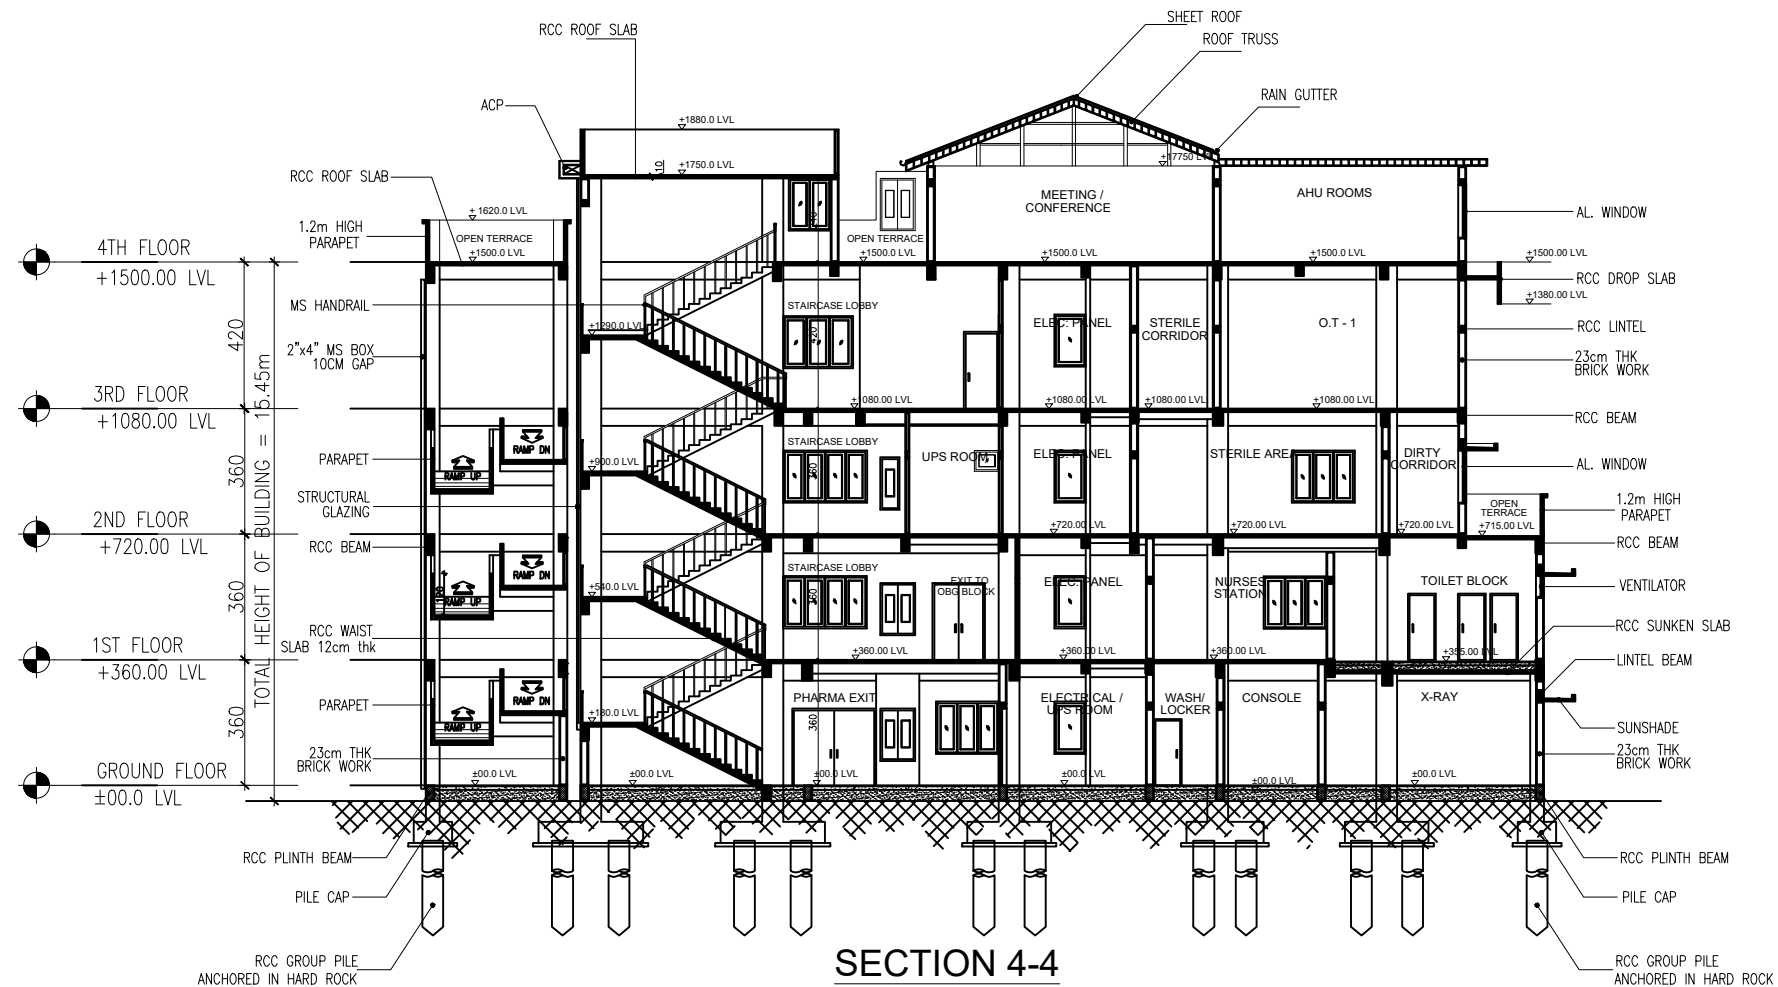 SHEET ROOF
RCC ROOF SLAB
ROOF TRUSS
ACP
RAIN GUTTER
+1880.0 LVL
+1750.0 LVL
10
RCC ROOF SLAB
MEETING /
CONFERENCE
AHU ROOMS
1.2m HIGH
PARAPET
+ 1620.0 LVL
AL. WINDOW
4TH FLOOR
+1500.00 LVL
OPEN TERRACE
+1500.0 LVL
OPEN TERRACE
+1500.0 LVL
+1500.0 LVL
+1500.0 LVL
+1500.00 LVL
RCC DROP SLAB
+1380.00 LVL
MS HANDRAIL
STAIRCASE LOBBY
+1290.0 LVL
420
ELEC. PANEL
STERILE
CORRIDOR
O.T - 1
RCC LINTEL
420
2"x4" MS BOX
10CM GAP
23cm THK
BRICK WORK
3RD FLOOR
+1080.00 LVL
+1080.00 LVL
+1080.00 LVL
+1080.00 LVL
+1080.00 LVL
RCC BEAM
TOTAL HEIGHT OF BUILDING = 15.45m
PARAPET
RAMP UP
RAMP DN
STAIRCASE LOBBY
+900.0 LVL
360
UPS ROOM
ELEC. PANEL
STERILE AREA
DIRTY
CORRIDOR
AL. WINDOW
360
STRUCTURAL
GLAZING
OPEN
TERRACE
1.2m HIGH
PARAPET
2ND FLOOR
+720.00 LVL
+720.00 LVL
+720.00 LVL
+720.00 LVL
+715.00 LVL
RCC BEAM
RCC BEAM
RAMP UP
RAMP DN
STAIRCASE LOBBY
+540.0 LVL
360
EXIT TO
OBG BLOCK
ELEC. PANEL
NURSES
STATION
TOILET BLOCK
VENTILATOR
360
RCC WAIST
SLAB 12cm thk
RCC SUNKEN SLAB
1ST FLOOR
+360.00 LVL
+360.00 LVL
+360.00 LVL
+360.00 LVL
+355.00 LVL
LINTEL BEAM
PARAPET
RAMP UP
RAMP DN
PHARMA EXIT
+180.0 LVL
360
ELECTRICAL /
UPS ROOM
WASH/
LOCKER
CONSOLE
X-RAY
360
SUNSHADE
23cm THK
BRICK WORK
23cm THK
BRICK WORK
GROUND FLOOR
±00.0 LVL
±00.0 LVL
±00.0 LVL
±00.0 LVL
±00.0 LVL
±00.0 LVL
±00.0 LVL
RCC PLINTH BEAM
RCC PLINTH BEAM
PILE CAP
PILE CAP
RCC GROUP PILE
ANCHORED IN HARD ROCK
SECTION 4-4
RCC GROUP PILE
ANCHORED IN HARD ROCK